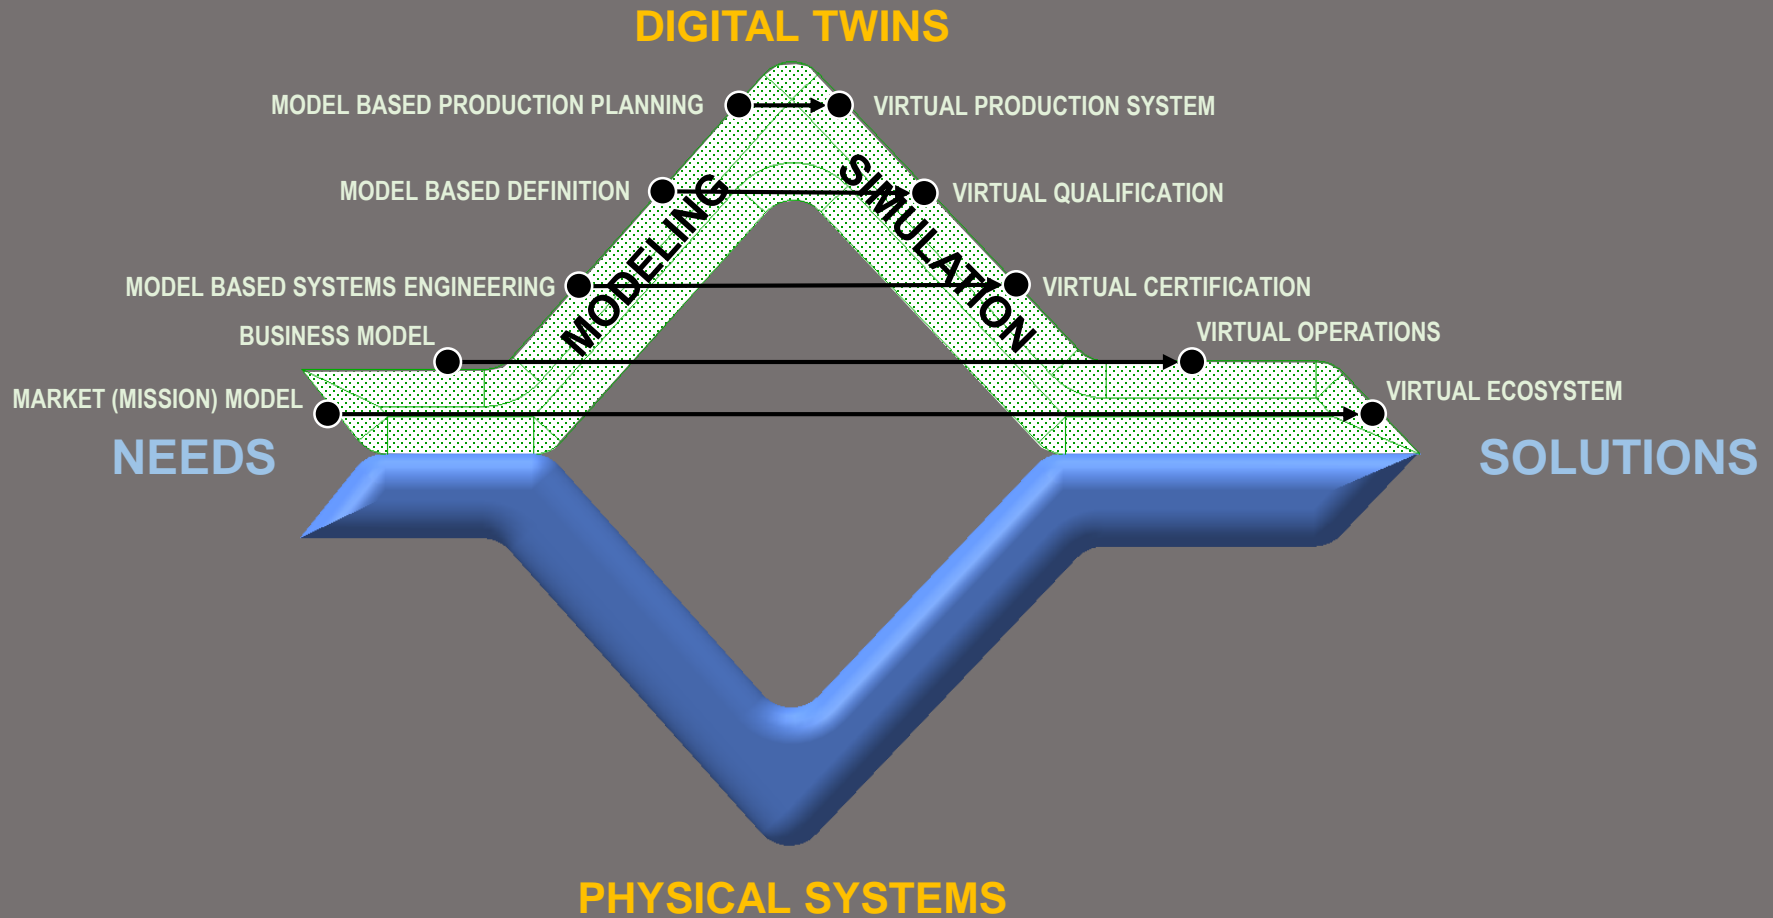 DIGITAL TWINS
MODEL BASED PRODUCTION PLANNING
VIRTUAL PRODUCTION SYSTEM
MODEL BASED DEFINITION
VIRTUAL QUALIFICATION
MODELING
SIMULATION
MODEL BASED SYSTEMS ENGINEERING
VIRTUAL CERTIFICATION
BUSINESS MODEL
VIRTUAL OPERATIONS
MARKET (MISSION) MODEL
VIRTUAL ECOSYSTEM
NEEDS
SOLUTIONS
PHYSICAL SYSTEMS